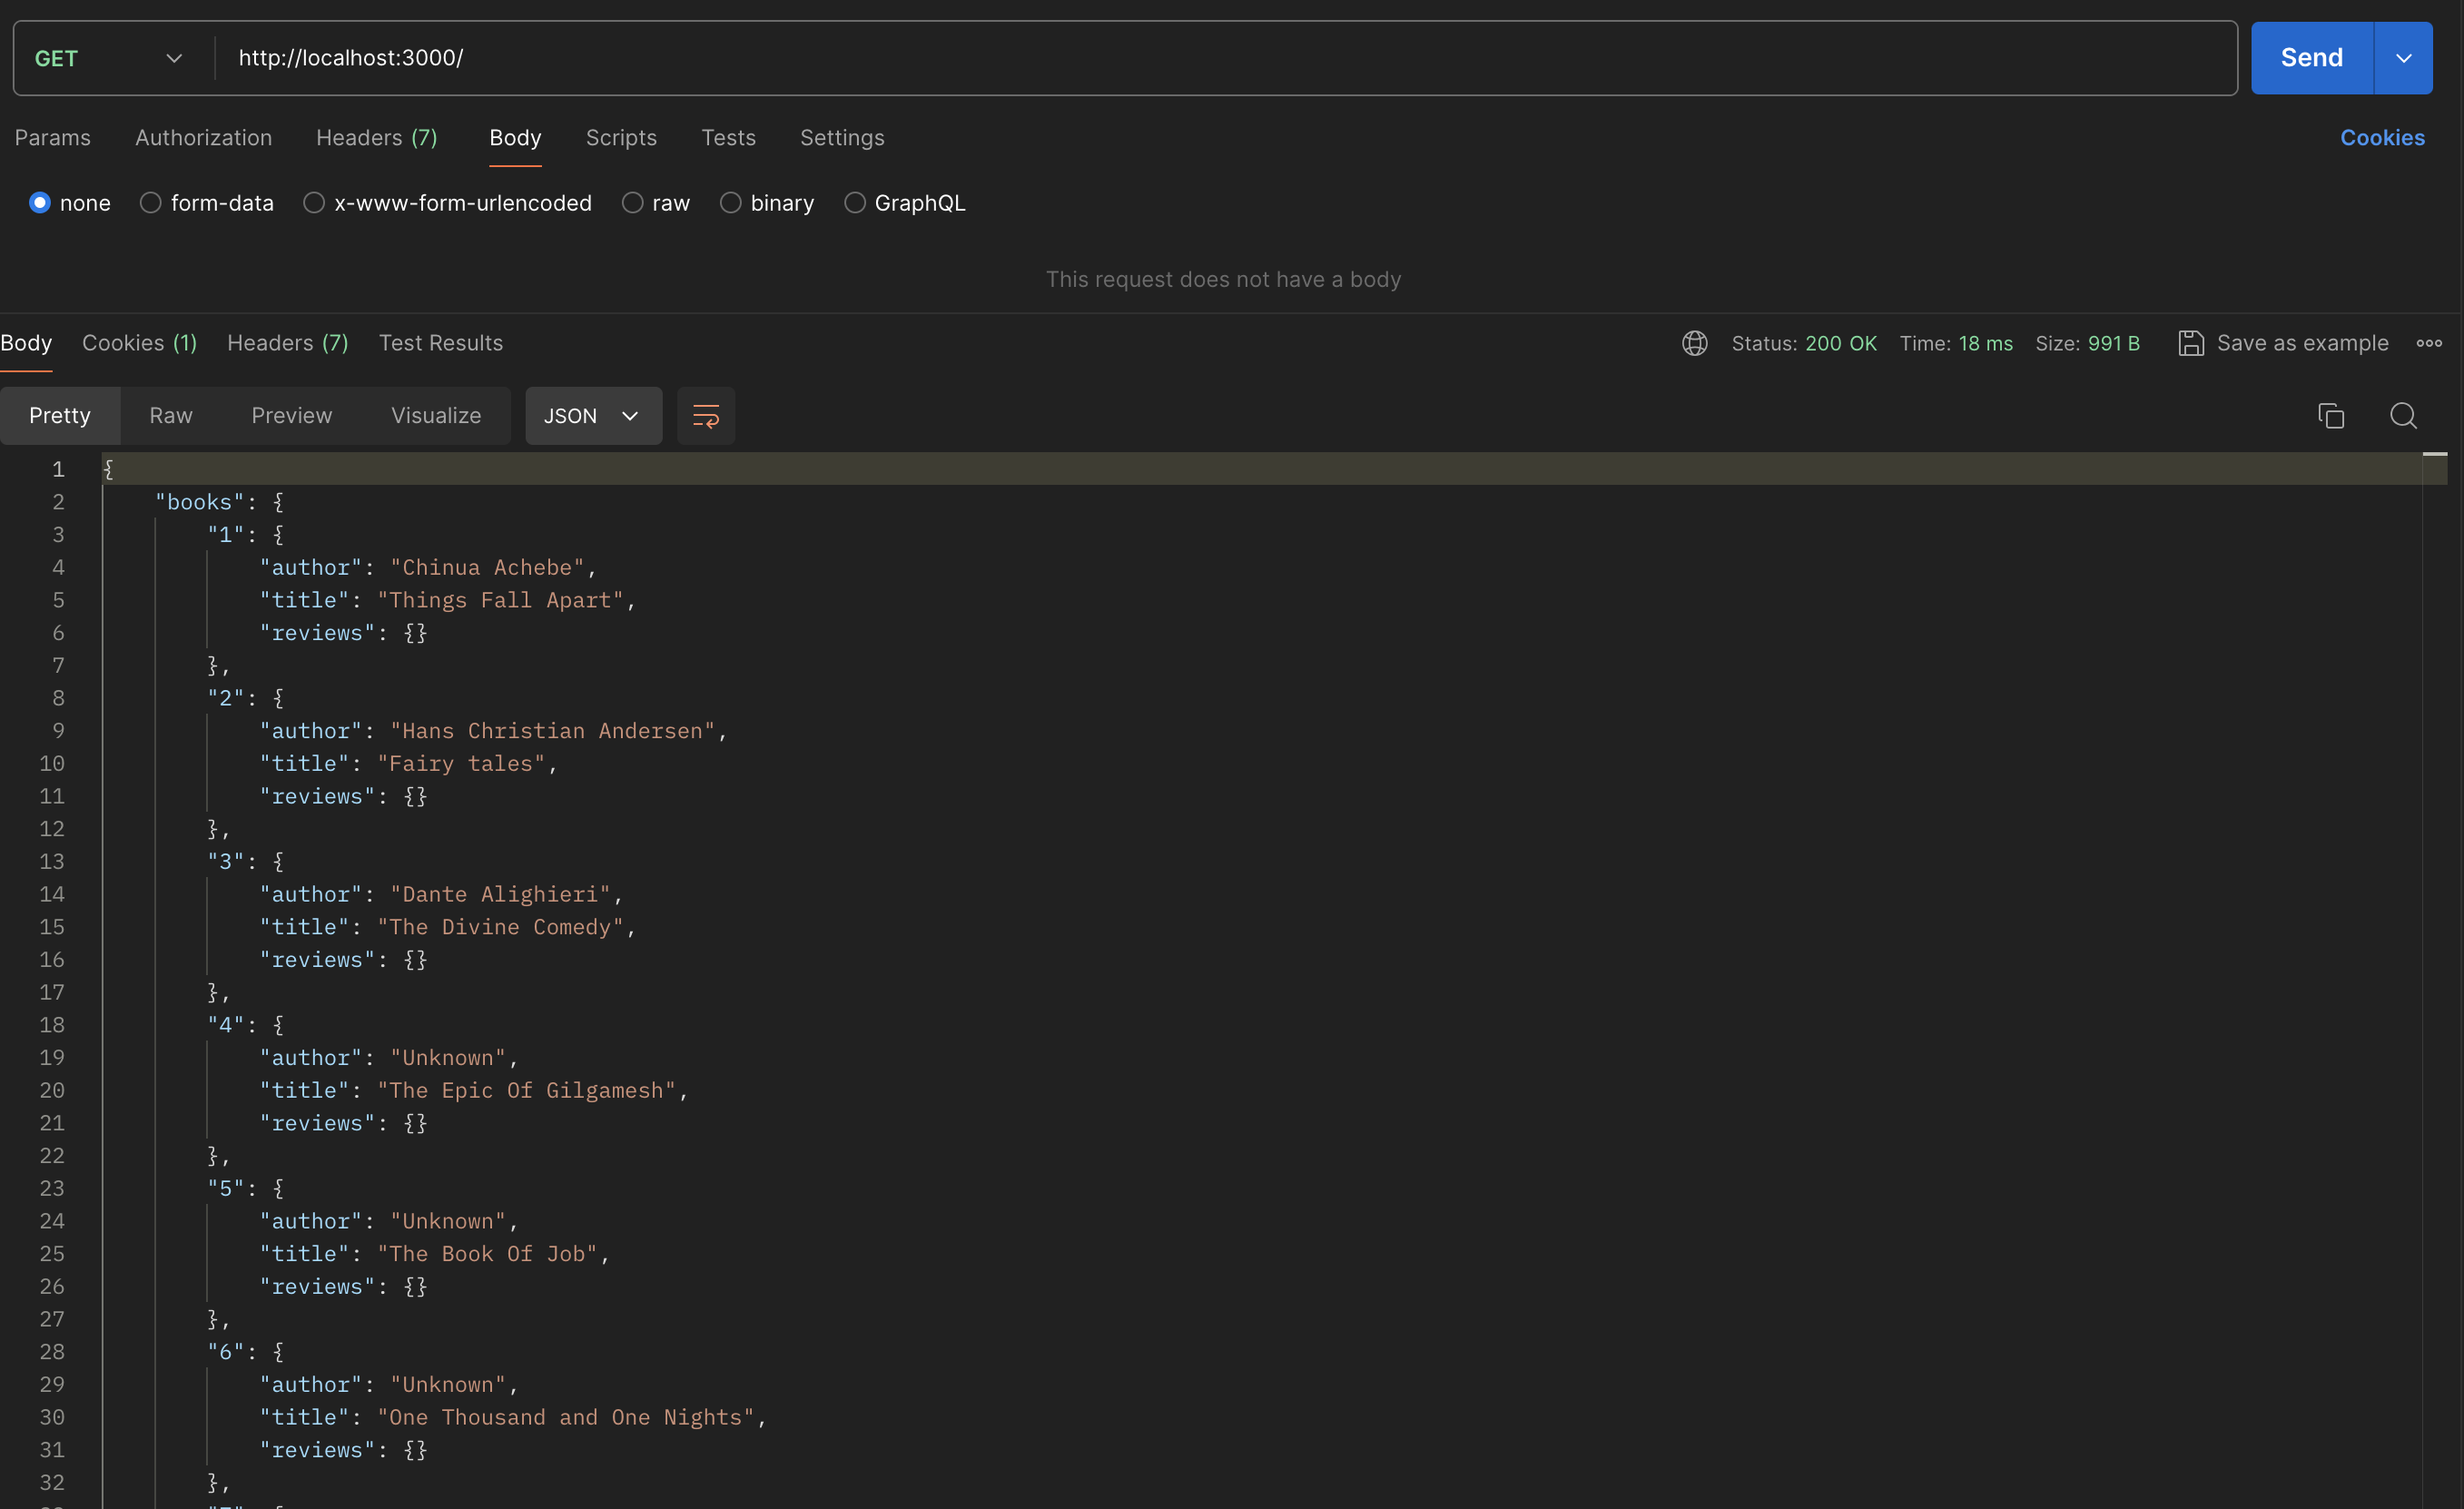 GET http://localhost:3000/ Send
Params Authorization Headers (7) Body Scripts Tests Settings Cookies
none form-data x-www-form-urlencoded raw binary GraphQL
This request does not have a body
Body Cookies (1) Headers (7) Test Results Status: 200 OK Time: 18 ms Size: 991 B Save as example
Pretty Raw Preview Visualize JSON
1 {
2 "books": {
3 "1": {
4 "author": "Chinua Achebe",
5 "title": "Things Fall Apart",
6 "reviews": {}
7 },
8 "2": {
9 "author": "Hans Christian Andersen",
10 "title": "Fairy tales",
11 "reviews": {}
12 },
13 "3": {
14 "author": "Dante Alighieri",
15 "title": "The Divine Comedy",
16 "reviews": {}
17 },
18 "4": {
19 "author": "Unknown",
20 "title": "The Epic Of Gilgamesh",
21 "reviews": {}
22 },
23 "5": {
24 "author": "Unknown",
25 "title": "The Book Of Job",
26 "reviews": {}
27 },
28 "6": {
29 "author": "Unknown",
30 "title": "One Thousand and One Nights",
31 "reviews": {}
32 },